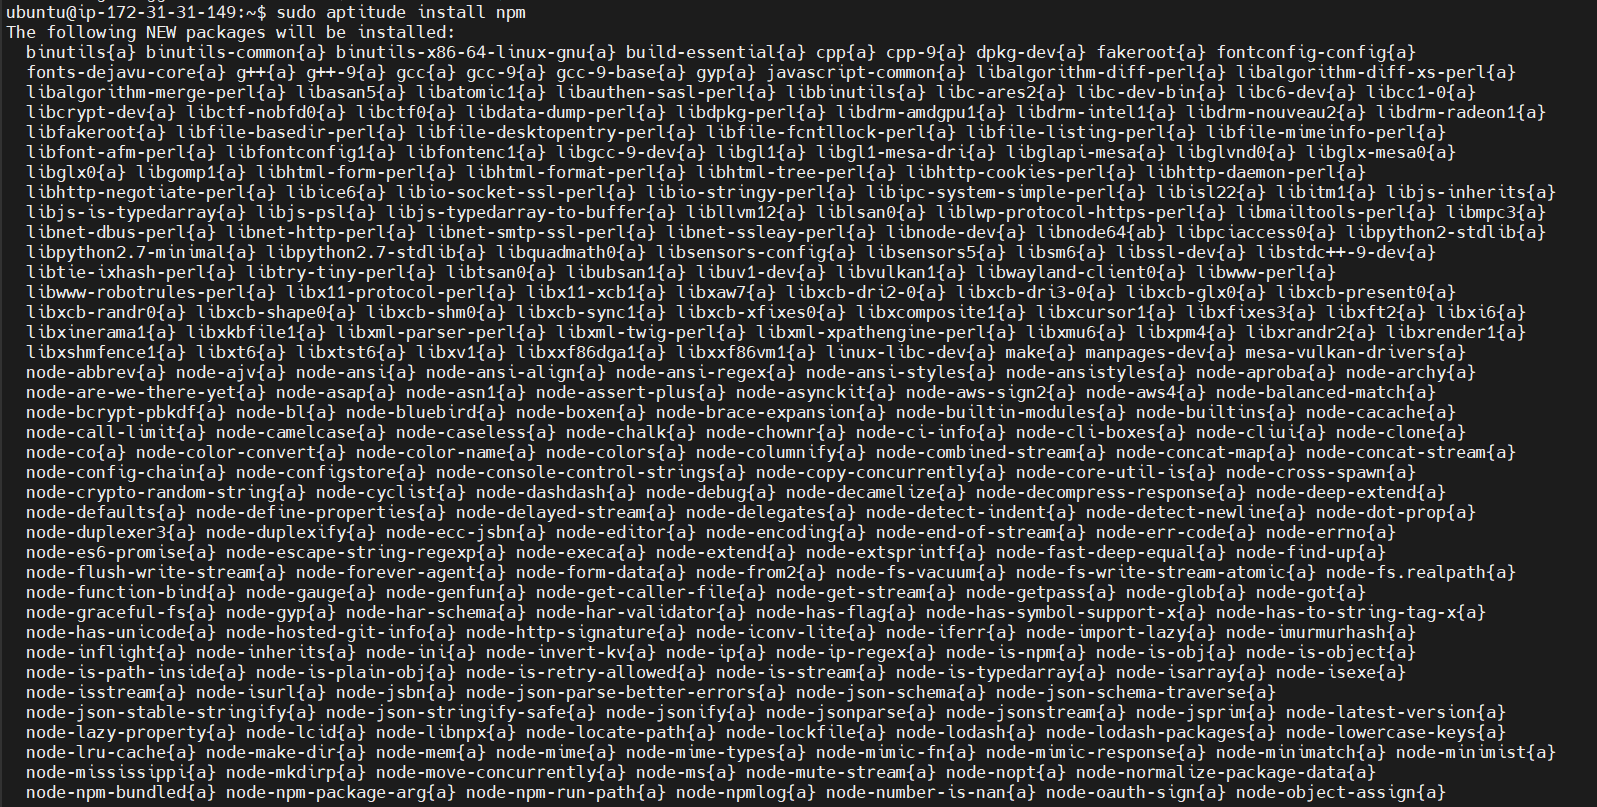 ubuntu@ip-172-31-31-149:~$ sudo aptitude install npm
The following NEW packages will be installed:
binutils{a} binutils-common{a} binutils-x86-64-linux-gnu{a} build-essential{a} cpp{a} cpp-9{a} dpkg-dev{a} fakeroot{a} fontconfig-config{a}
fonts-dejavu-core{a} g++{a} g++-9{a} gcc{a} gcc-9{a} gcc-9-base{a} gyp{a} javascript-common{a} libalgorithm-diff-perl{a} libalgorithm-diff-xs-perl{a}
libalgorithm-merge-perl{a} libasan5{a} libatomic1{a} libauthen-sasl-perl{a} libbinutils{a} libc-ares2{a} libc-dev-bin{a} libc6-dev{a} libcc1-0{a}
libcrypt-dev{a} libctf-nobfd0{a} libctf0{a} libdata-dump-perl{a} libdpkg-perl{a} libdrm-amdgpu1{a} libdrm-intel1{a} libdrm-nouveau2{a} libdrm-radeon1{a}
libfakeroot{a} libfile-basedir-perl{a} libfile-desktopentry-perl{a} libfile-fcntllock-perl{a} libfile-listing-perl{a} libfile-mimeinfo-perl{a}
libfont-afm-perl{a} libfontconfig1{a} libfontenc1{a} libgcc-9-dev{a} libgl1{a} libgl1-mesa-dri{a} libglapi-mesa{a} libglvnd0{a} libglx-mesa0{a}
libglx0{a} libgomp1{a} libhtml-form-perl{a} libhtml-format-perl{a} libhtml-tree-perl{a} libhttp-cookies-perl{a} libhttp-daemon-perl{a}
libhttp-negotiate-perl{a} libice6{a} libio-socket-ssl-perl{a} libio-stringy-perl{a} libipc-system-simple-perl{a} libisl22{a} libitm1{a} libjs-inherits{a}
libjs-is-typedarray{a} libjs-psl{a} libjs-typedarray-to-buffer{a} libllvm12{a} liblsan0{a} liblwp-protocol-https-perl{a} libmailtools-perl{a} libmpc3{a}
libnet-dbus-perl{a} libnet-http-perl{a} libnet-smtp-ssl-perl{a} libnet-ssleay-perl{a} libnode-dev{a} libnode64{ab} libpciaccess0{a} libpython2-stdlib{a}
libpython2.7-minimal{a} libpython2.7-stdlib{a} libquadmath0{a} libsensors-config{a} libsensors5{a} libsm6{a} libssl-dev{a} libstdc++-9-dev{a}
libtie-ixhash-perl{a} libtry-tiny-perl{a} libtsan0{a} libubsan1{a} libuv1-dev{a} libvulkan1{a} libwayland-client0{a} libwww-perl{a}
libwww-robotrules-perl{a} libx11-protocol-perl{a} libx11-xcb1{a} libxaw7{a} libxcb-dri2-0{a} libxcb-dri3-0{a} libxcb-glx0{a} libxcb-present0{a}
libxcb-randr0{a} libxcb-shape0{a} libxcb-shm0{a} libxcb-sync1{a} libxcb-xfixes0{a} libxcomposite1{a} libxcursor1{a} libxfixes3{a} libxft2{a} libxi6{a}
libxinerama1{a} libxkbfile1{a} libxml-parser-perl{a} libxml-twig-perl{a} libxml-xpathengine-perl{a} libxmu6{a} libxpm4{a} libxrandr2{a} libxrender1{a}
libxshmfence1{a} libxt6{a} libxtst6{a} libxv1{a} libxxf86dga1{a} libxxf86vm1{a} linux-libc-dev{a} make{a} manpages-dev{a} mesa-vulkan-drivers{a}
node-abbrev{a} node-ajv{a} node-ansi{a} node-ansi-align{a} node-ansi-regex{a} node-ansi-styles{a} node-ansistyles{a} node-aproba{a} node-archy{a}
node-are-we-there-yet{a} node-asap{a} node-asn1{a} node-assert-plus{a} node-asynckit{a} node-aws-sign2{a} node-aws4{a} node-balanced-match{a}
node-bcrypt-pbkdf{a} node-bl{a} node-bluebird{a} node-boxen{a} node-brace-expansion{a} node-builtin-modules{a} node-builtins{a} node-cacache{a}
node-call-limit{a} node-camelcase{a} node-caseless{a} node-chalk{a} node-chownr{a} node-ci-info{a} node-cli-boxes{a} node-cliui{a} node-clone{a}
node-co{a} node-color-convert{a} node-color-name{a} node-colors{a} node-columnify{a} node-combined-stream{a} node-concat-map{a} node-concat-stream{a}
node-config-chain{a} node-configstore{a} node-console-control-strings{a} node-copy-concurrently{a} node-core-util-is{a} node-cross-spawn{a}
node-crypto-random-string{a} node-cyclist{a} node-dashdash{a} node-debug{a} node-decamelize{a} node-decompress-response{a} node-deep-extend{a}
node-defaults{a} node-define-properties{a} node-delayed-stream{a} node-delegates{a} node-detect-indent{a} node-detect-newline{a} node-dot-prop{a}
node-duplexer3{a} node-duplexify{a} node-ecc-jsbn{a} node-editor{a} node-encoding{a} node-end-of-stream{a} node-err-code{a} node-errno{a}
node-es6-promise{a} node-escape-string-regexp{a} node-execa{a} node-extend{a} node-extsprintf{a} node-fast-deep-equal{a} node-find-up{a}
node-flush-write-stream{a} node-forever-agent{a} node-form-data{a} node-from2{a} node-fs-vacuum{a} node-fs-write-stream-atomic{a} node-fs.realpath{a}
node-function-bind{a} node-gauge{a} node-genfun{a} node-get-caller-file{a} node-get-stream{a} node-getpass{a} node-glob{a} node-got{a}
node-graceful-fs{a} node-gyp{a} node-har-schema{a} node-har-validator{a} node-has-flag{a} node-has-symbol-support-x{a} node-has-to-string-tag-x{a}
node-has-unicode{a} node-hosted-git-info{a} node-http-signature{a} node-iconv-lite{a} node-iferr{a} node-import-lazy{a} node-imurmurhash{a}
node-inflight{a} node-inherits{a} node-ini{a} node-invert-kv{a} node-ip{a} node-ip-regex{a} node-is-npm{a} node-is-obj{a} node-is-object{a}
node-is-path-inside{a} node-is-plain-obj{a} node-is-retry-allowed{a} node-is-stream{a} node-is-typedarray{a} node-isarray{a} node-isexe{a}
node-isstream{a} node-isurl{a} node-jsbn{a} node-json-parse-better-errors{a} node-json-schema{a} node-json-schema-traverse{a}
node-json-stable-stringify{a} node-json-stringify-safe{a} node-jsonify{a} node-jsonparse{a} node-jsonstream{a} node-jsprim{a} node-latest-version{a}
node-lazy-property{a} node-lcid{a} node-libnpx{a} node-locate-path{a} node-lockfile{a} node-lodash{a} node-lodash-packages{a} node-lowercase-keys{a}
node-lru-cache{a} node-make-dir{a} node-mem{a} node-mime{a} node-mime-types{a} node-mimic-fn{a} node-mimic-response{a} node-minimatch{a} node-minimist{a}
node-mississippi{a} node-mkdirp{a} node-move-concurrently{a} node-ms{a} node-mute-stream{a} node-nopt{a} node-normalize-package-data{a}
node-npm-bundled{a} node-npm-package-arg{a} node-npm-run-path{a} node-npmlog{a} node-number-is-nan{a} node-oauth-sign{a} node-object-assign{a}